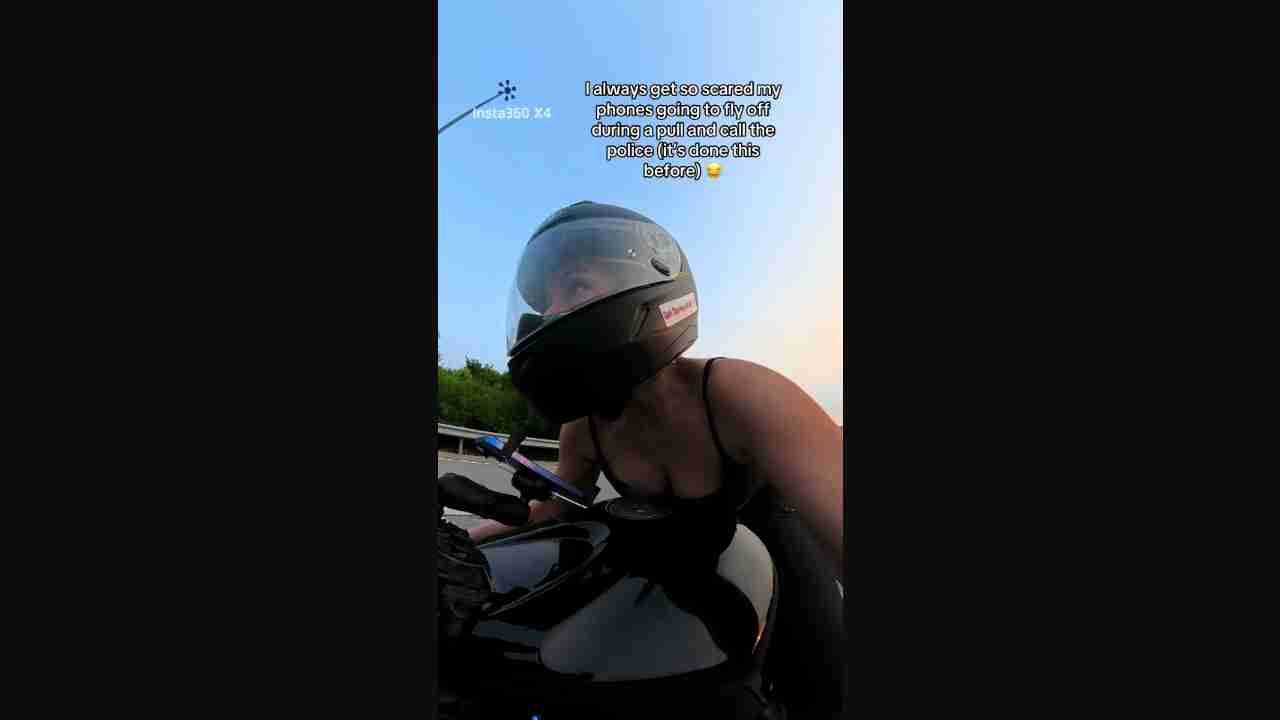 Insta360 X4
I always get so scared my
phones going to fly off
during a pull and call the
police (it's done this
before) 😅